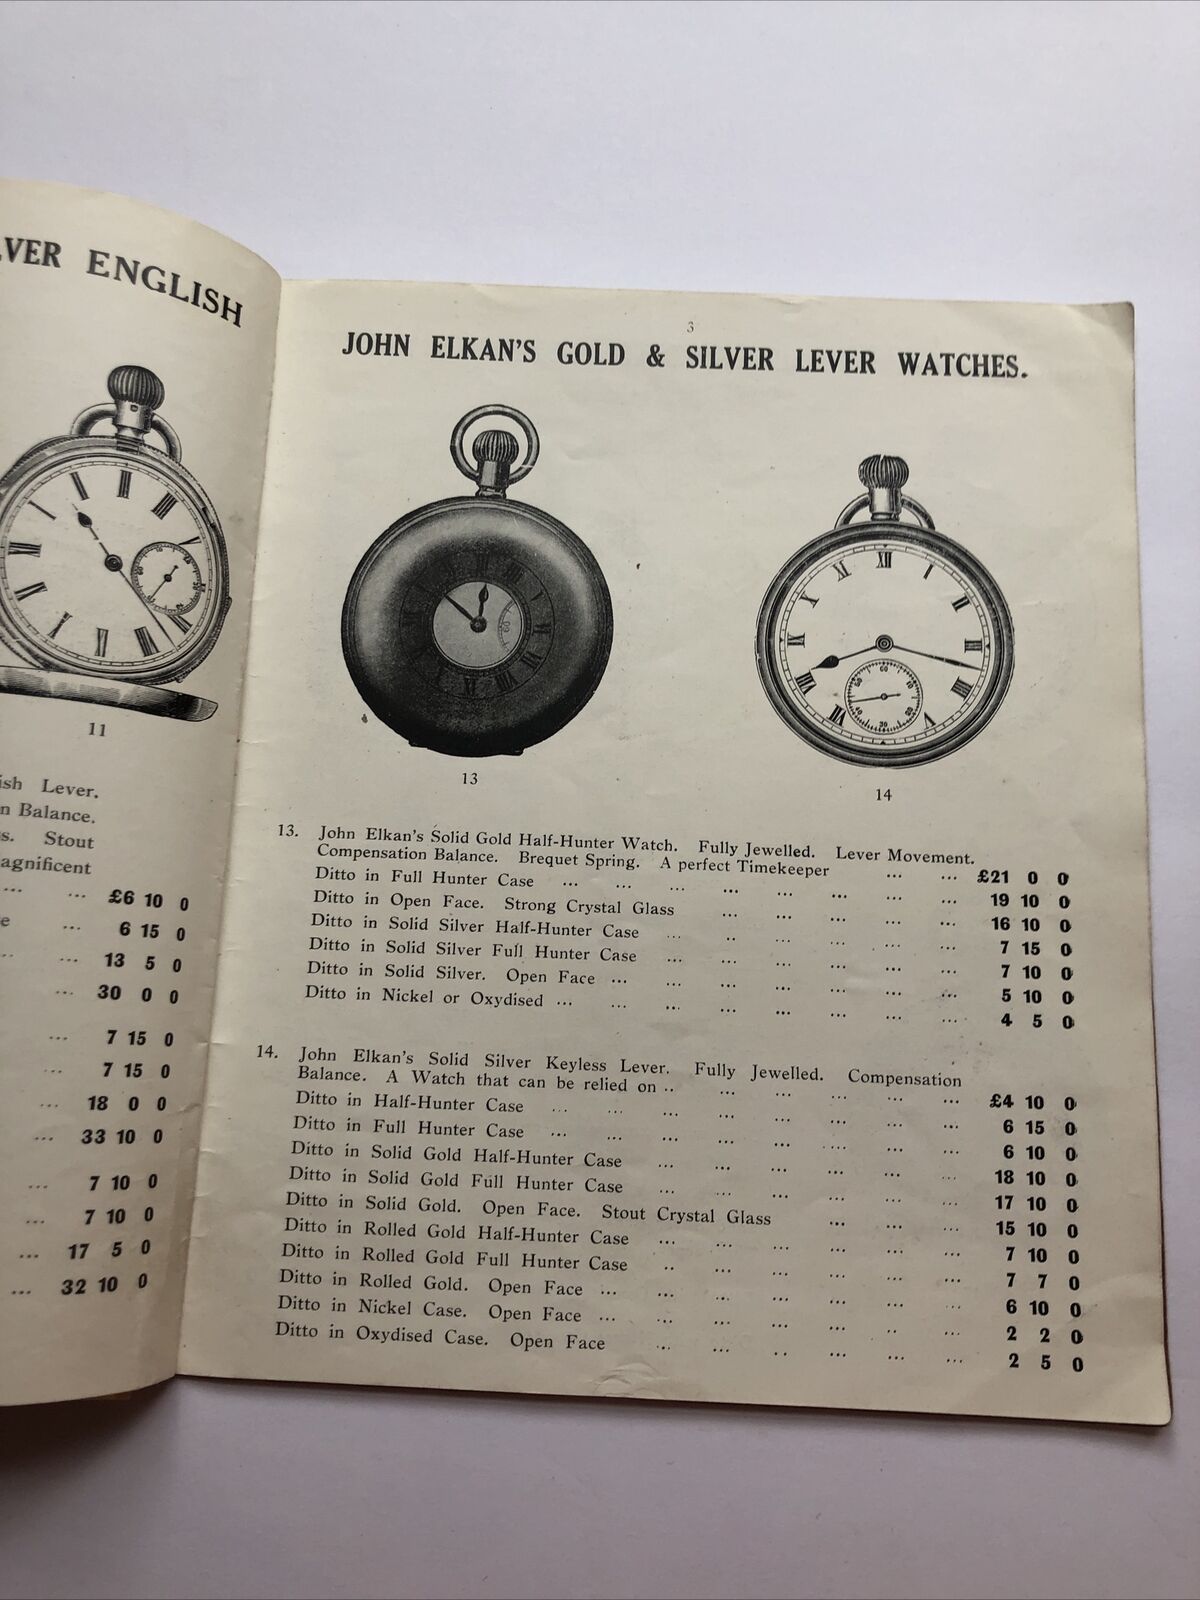 LVER ENGLISH
11
ish Lever.
n Balance.
s. Stout
agnificent
... ... £6 10 0
e ... 6 15 0
... ... 13 5 0
... 30 0 0
... 7 15 0
... 7 15 0
... 18 0 0
... 33 10 0
... 7 10 0
... 7 10 0
... 17 5 0
... 32 10 0
3
JOHN ELKAN'S GOLD & SILVER LEVER WATCHES.
13
14
13. John Elkan's Solid Gold Half-Hunter Watch. Fully Jewelled. Lever Movement.
Compensation Balance. Brequet Spring. A perfect Timekeeper ... ... £21 0 0
Ditto in Full Hunter Case ... ... ... ... ... ... ... ... 19 10 0
Ditto in Open Face. Strong Crystal Glass ... ... ... ... ... 16 10 0
Ditto in Solid Silver Half-Hunter Case ... .. ... ... ... ... 7 15 0
Ditto in Solid Silver Full Hunter Case ... ... ... ... ... ... 7 10 0
Ditto in Solid Silver. Open Face ... ... ... ... ... ... ... 5 10 0
Ditto in Nickel or Oxydised ... ... ... ... ... ... ... ... 4 5 0
14. John Elkan's Solid Silver Keyless Lever. Fully Jewelled. Compensation
Balance. A Watch that can be relied on .. ... ... ... ... ... £4 10 0
Ditto in Half-Hunter Case ... ... ... ... ... ... ... ... 6 15 0
Ditto in Full Hunter Case ... ... ... ... ... ... ... ... 6 10 0
Ditto in Solid Gold Half-Hunter Case ... ... ... ... ... ... 18 10 0
Ditto in Solid Gold Full Hunter Case ... ... ... ... ... ... 17 10 0
Ditto in Solid Gold. Open Face. Stout Crystal Glass ... ... ... 15 10 0
Ditto in Rolled Gold Half-Hunter Case ... ... ... ... ... ... 7 10 0
Ditto in Rolled Gold Full Hunter Case .. ... ... ... ... ... 7 7 0
Ditto in Rolled Gold. Open Face ... ... ... ... ... ... ... 6 10 0
Ditto in Nickel Case. Open Face ... ... ... ... ... .. ... 2 2 0
Ditto in Oxydised Case. Open Face ... ... .. ... ... ... 2 5 0